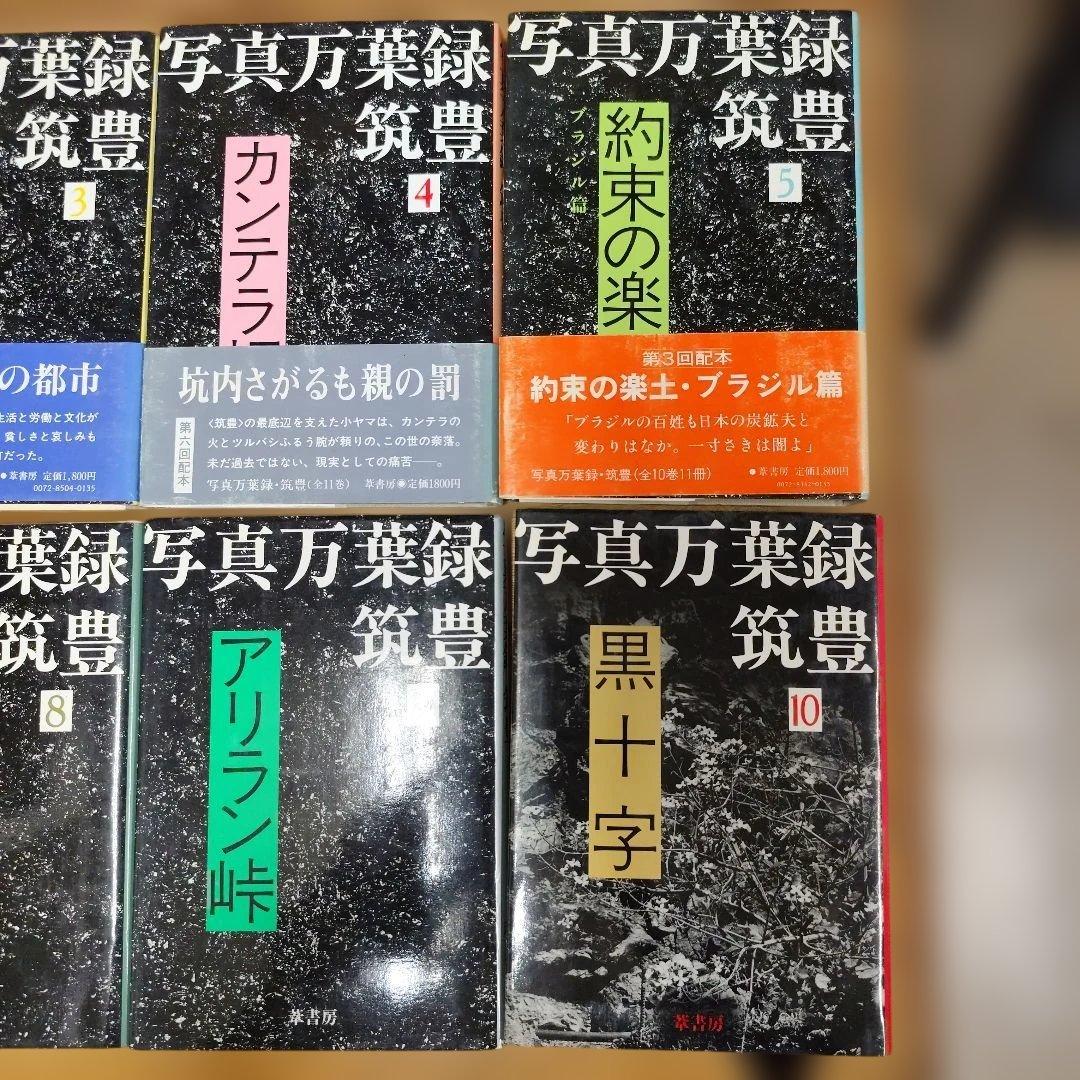 万葉録
筑豊
3
の都市
生活と労働と文化が
貧しさと哀しみも
だった。
●葦書房 定価1,800円
0072-8504-0135
写真万葉録
筑豊
4
カンテラ
坑内さがるも親の罰
第六回配本
〈筑豊〉の最底辺を支えた小ヤマは、カンテラの
火とツルバシふるう腕が頼りの、この世の奈落。
未だ過去ではない、現実としての痛苦——。
写真万葉録・筑豊(全11巻) 葦書房◉定価1800円
写真万葉録
筑豊
5
ブラジル篇
約束の楽
第3回配本
約束の楽土・ブラジル篇
「ブラジルの百姓も日本の炭鉱夫と
変わりはなか。一寸さきは闇よ」
写真万葉録・筑豊(全10巻11冊)
●葦書房 定価1,800円
葉録
筑豊
8
写真万葉録
筑豊
アリラン峠
葦書房
写真万葉録
筑豊
10
黒十字
葦書房